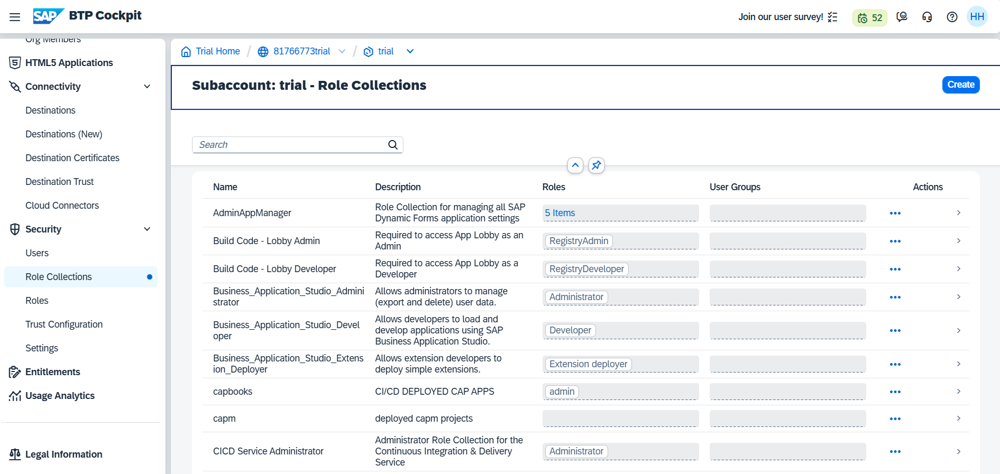 SAP BTP Cockpit
Join our user survey!
52
HH
Org Members
HTML5 Applications
Connectivity
Destinations
Destinations (New)
Destination Certificates
Destination Trust
Cloud Connectors
Security
Users
Role Collections
Roles
Trust Configuration
Settings
Entitlements
Usage Analytics
Legal Information
Trial Home / 81766773trial / trial
Subaccount: trial - Role Collections
Create
Search
Name Description Roles User Groups Actions
AdminAppManager
Role Collection for managing all SAP
Dynamic Forms application settings
5 Items
Build Code - Lobby Admin
Required to access App Lobby as an
Admin
RegistryAdmin
Build Code - Lobby Developer
Required to access App Lobby as a
Developer
RegistryDeveloper
Business_Application_Studio_Admini
strator
Allows administrators to manage
(export and delete) user data.
Administrator
Business_Application_Studio_Devel
oper
Allows developers to load and
develop applications using SAP
Business Application Studio.
Developer
Business_Application_Studio_Extens
ion_Deployer
Allows extension developers to
deploy simple extensions.
Extension deployer
capbooks
CI/CD DEPLOYED CAP APPS
admin
capm
deployed capm projects
CICD Service Administrator
Administrator Role Collection for the
Continuous Integration & Delivery
Service
Administrator